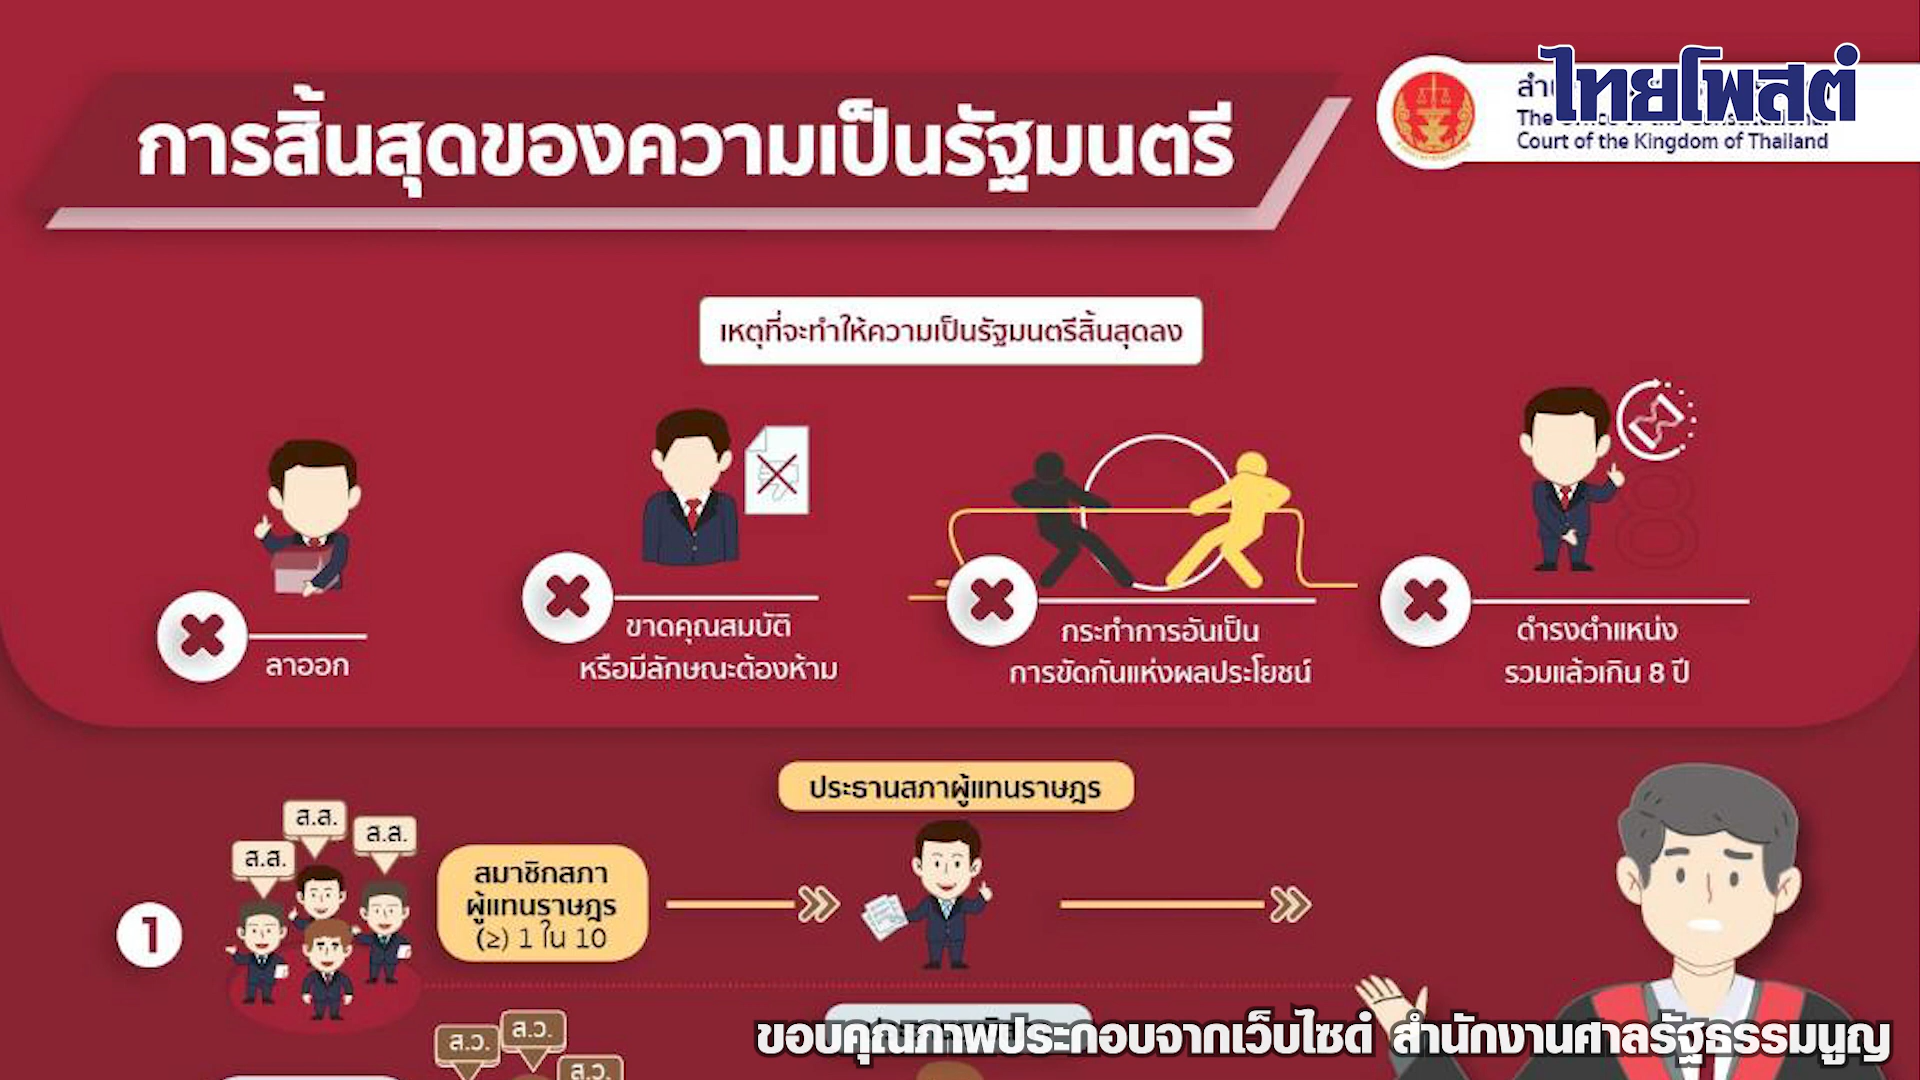 การสิ้นสุดของความเป็นรัฐมนตรี
ไทยโพสต์
The
Court of the Kingdom of Thailand
เหตุที่จะทำให้ความเป็นรัฐมนตรีสิ้นสุดลง
8
ลาออก
ขาดคุณสมบัติ
หรือมีลักษณะต้องห้าม
กระทำการอันเป็น
การขัดกันแห่งผลประโยชน์
ดำรงตำแหน่ง
รวมแล้วเกิน 8 ปี
ประธานสภาผู้แทนราษฎร
ส.ส.
ส.ส.
ส.ส.
1
สมาชิกสภา
ผู้แทนราษฎร
(≥) 1 ใน 10
ส.ว.
ส.ว.
ส.ว.
ขอบคุณภาพประกอบจากเว็บไซต์ สำนักงานศาลรัฐธรรมนูญ